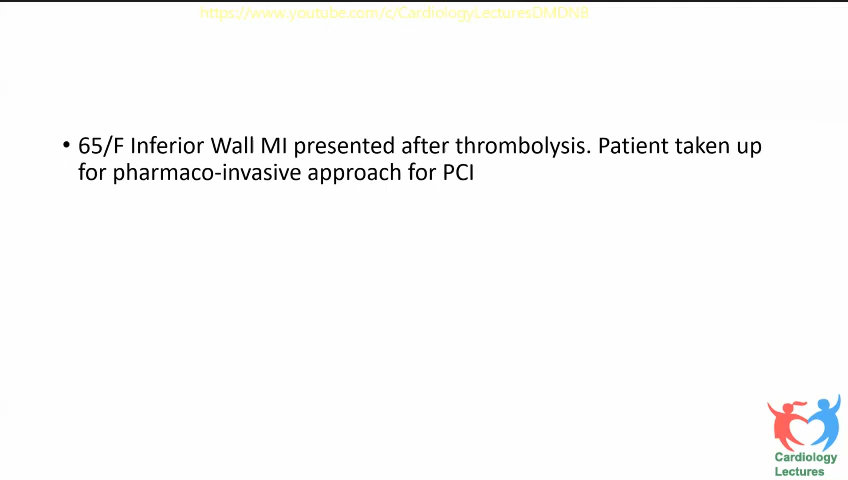 https://www.youtube.com/c/CardiologyLecturesDMDNB
• 65/F Inferior Wall MI presented after thrombolysis. Patient taken up
for pharmaco-invasive approach for PCI
Cardiology
Lectures